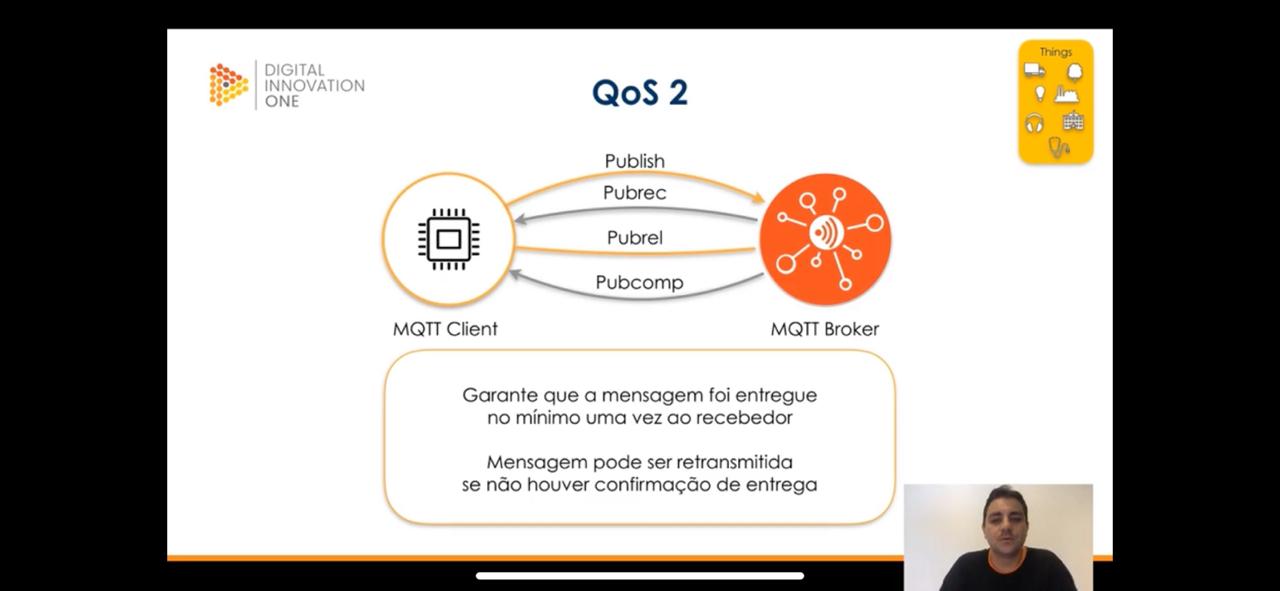 DIGITAL
INNOVATION
ONE
QoS 2
Things
Publish
Pubrec
Pubrel
Pubcomp
MQTT Client
MQTT Broker
Garante que a mensagem foi entregue
no mínimo uma vez ao recebedor
Mensagem pode ser retransmitida
se não houver confirmação de entrega